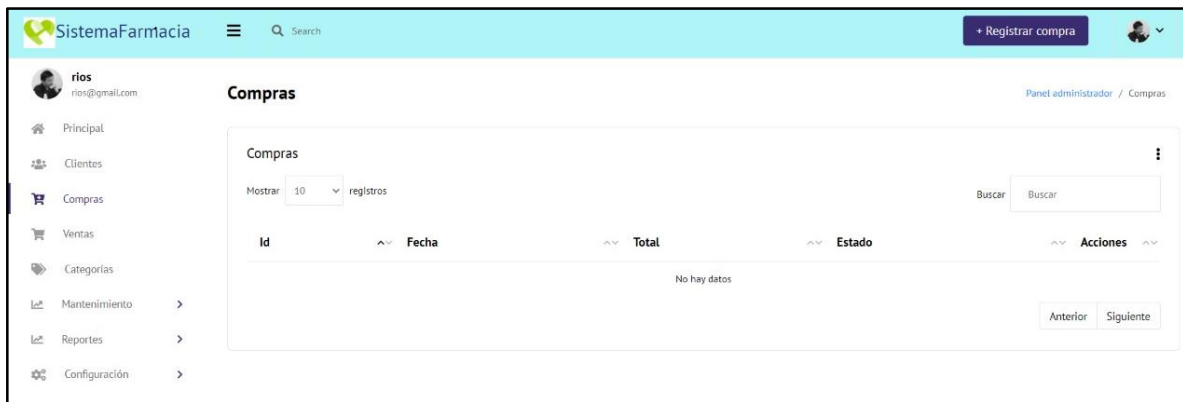 SistemaFarmacia
Search
+ Registrar compra
rios
rios@gmail.com
Compras
Panel administrador / Compras
Principal
Clientes
Compras
Ventas
Categorías
Mantenimiento
Reportes
Configuración
Compras
Mostrar 10 registros
Buscar Buscar
Id Fecha Total Estado Acciones
No hay datos
Anterior Siguiente